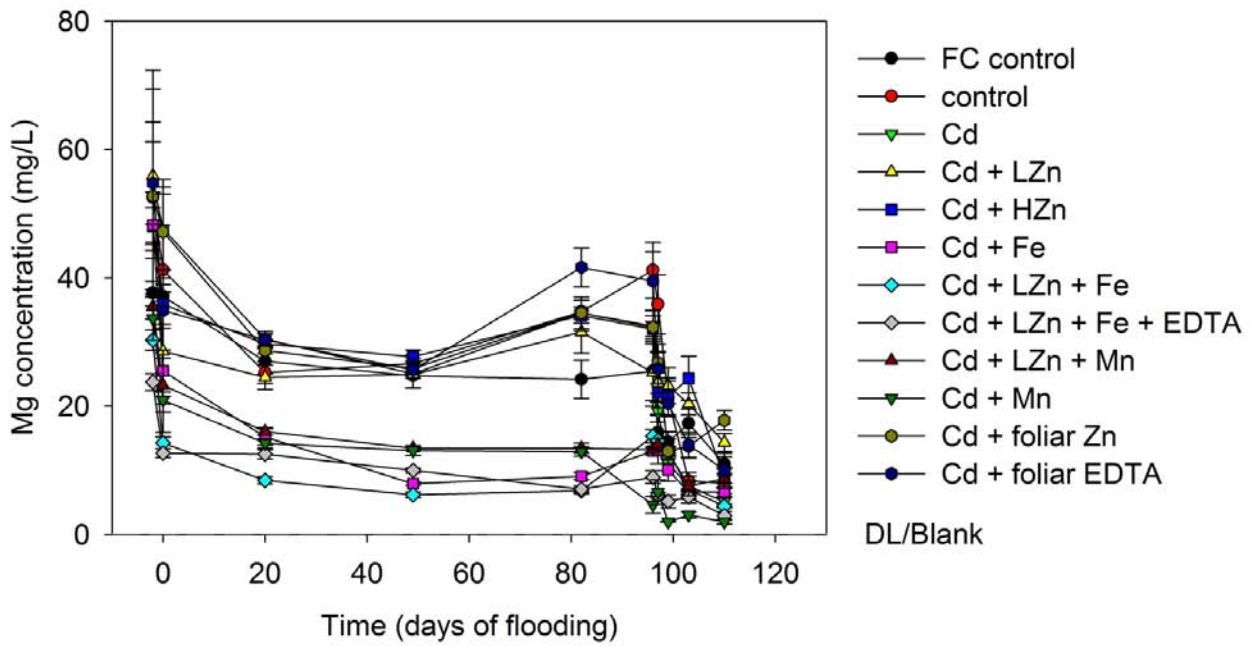 80
60
40
20
0
Mg concentration (mg/L)
0 20 40 60 80 100 120
Time (days of flooding)
FC control
control
Cd
Cd + LZn
Cd + HZn
Cd + Fe
Cd + LZn + Fe
Cd + LZn + Fe + EDTA
Cd + LZn + Mn
Cd + Mn
Cd + foliar Zn
Cd + foliar EDTA
DL/Blank